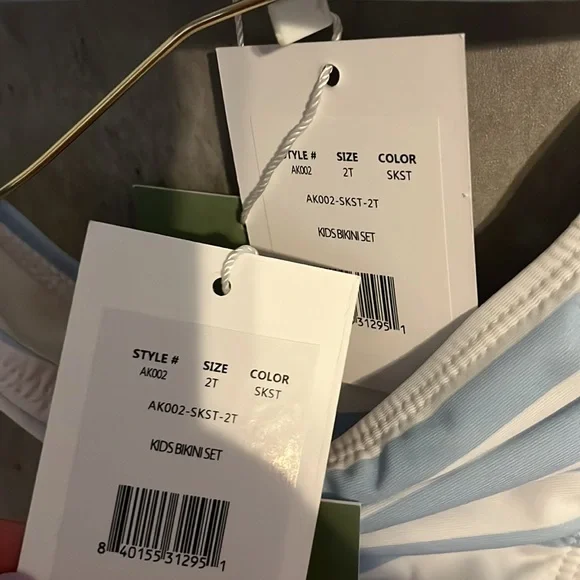 TYLE # SIZE COLOR
AK002 2T SKST
AK002-SKST-2T
KIDS BIKINI SET
31295 1
STYLE # SIZE COLOR
AK002 2T SKST
AK002-SKST-2T
KIDS BIKINI SET
8 40155 31295 1